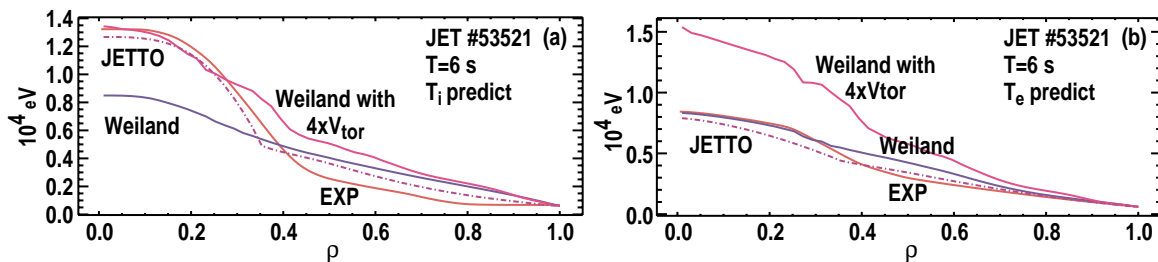 1.4
1.2
1.0
0.8
0.6
0.4
0.2
0.0
10^4 eV
JETTO
Weiland
Weiland with
4xV_tor
EXP
JET #53521 (a)
T=6 s
T_i predict
0.0 0.2 0.4 0.6 0.8 1.0
ρ
1.5
1.0
0.5
0.0
10^4 eV
JETTO
Weiland with
4xVtor
Weiland
EXP
JET #53521 (b)
T=6 s
T_e predict
0.0 0.2 0.4 0.6 0.8 1.0
ρ